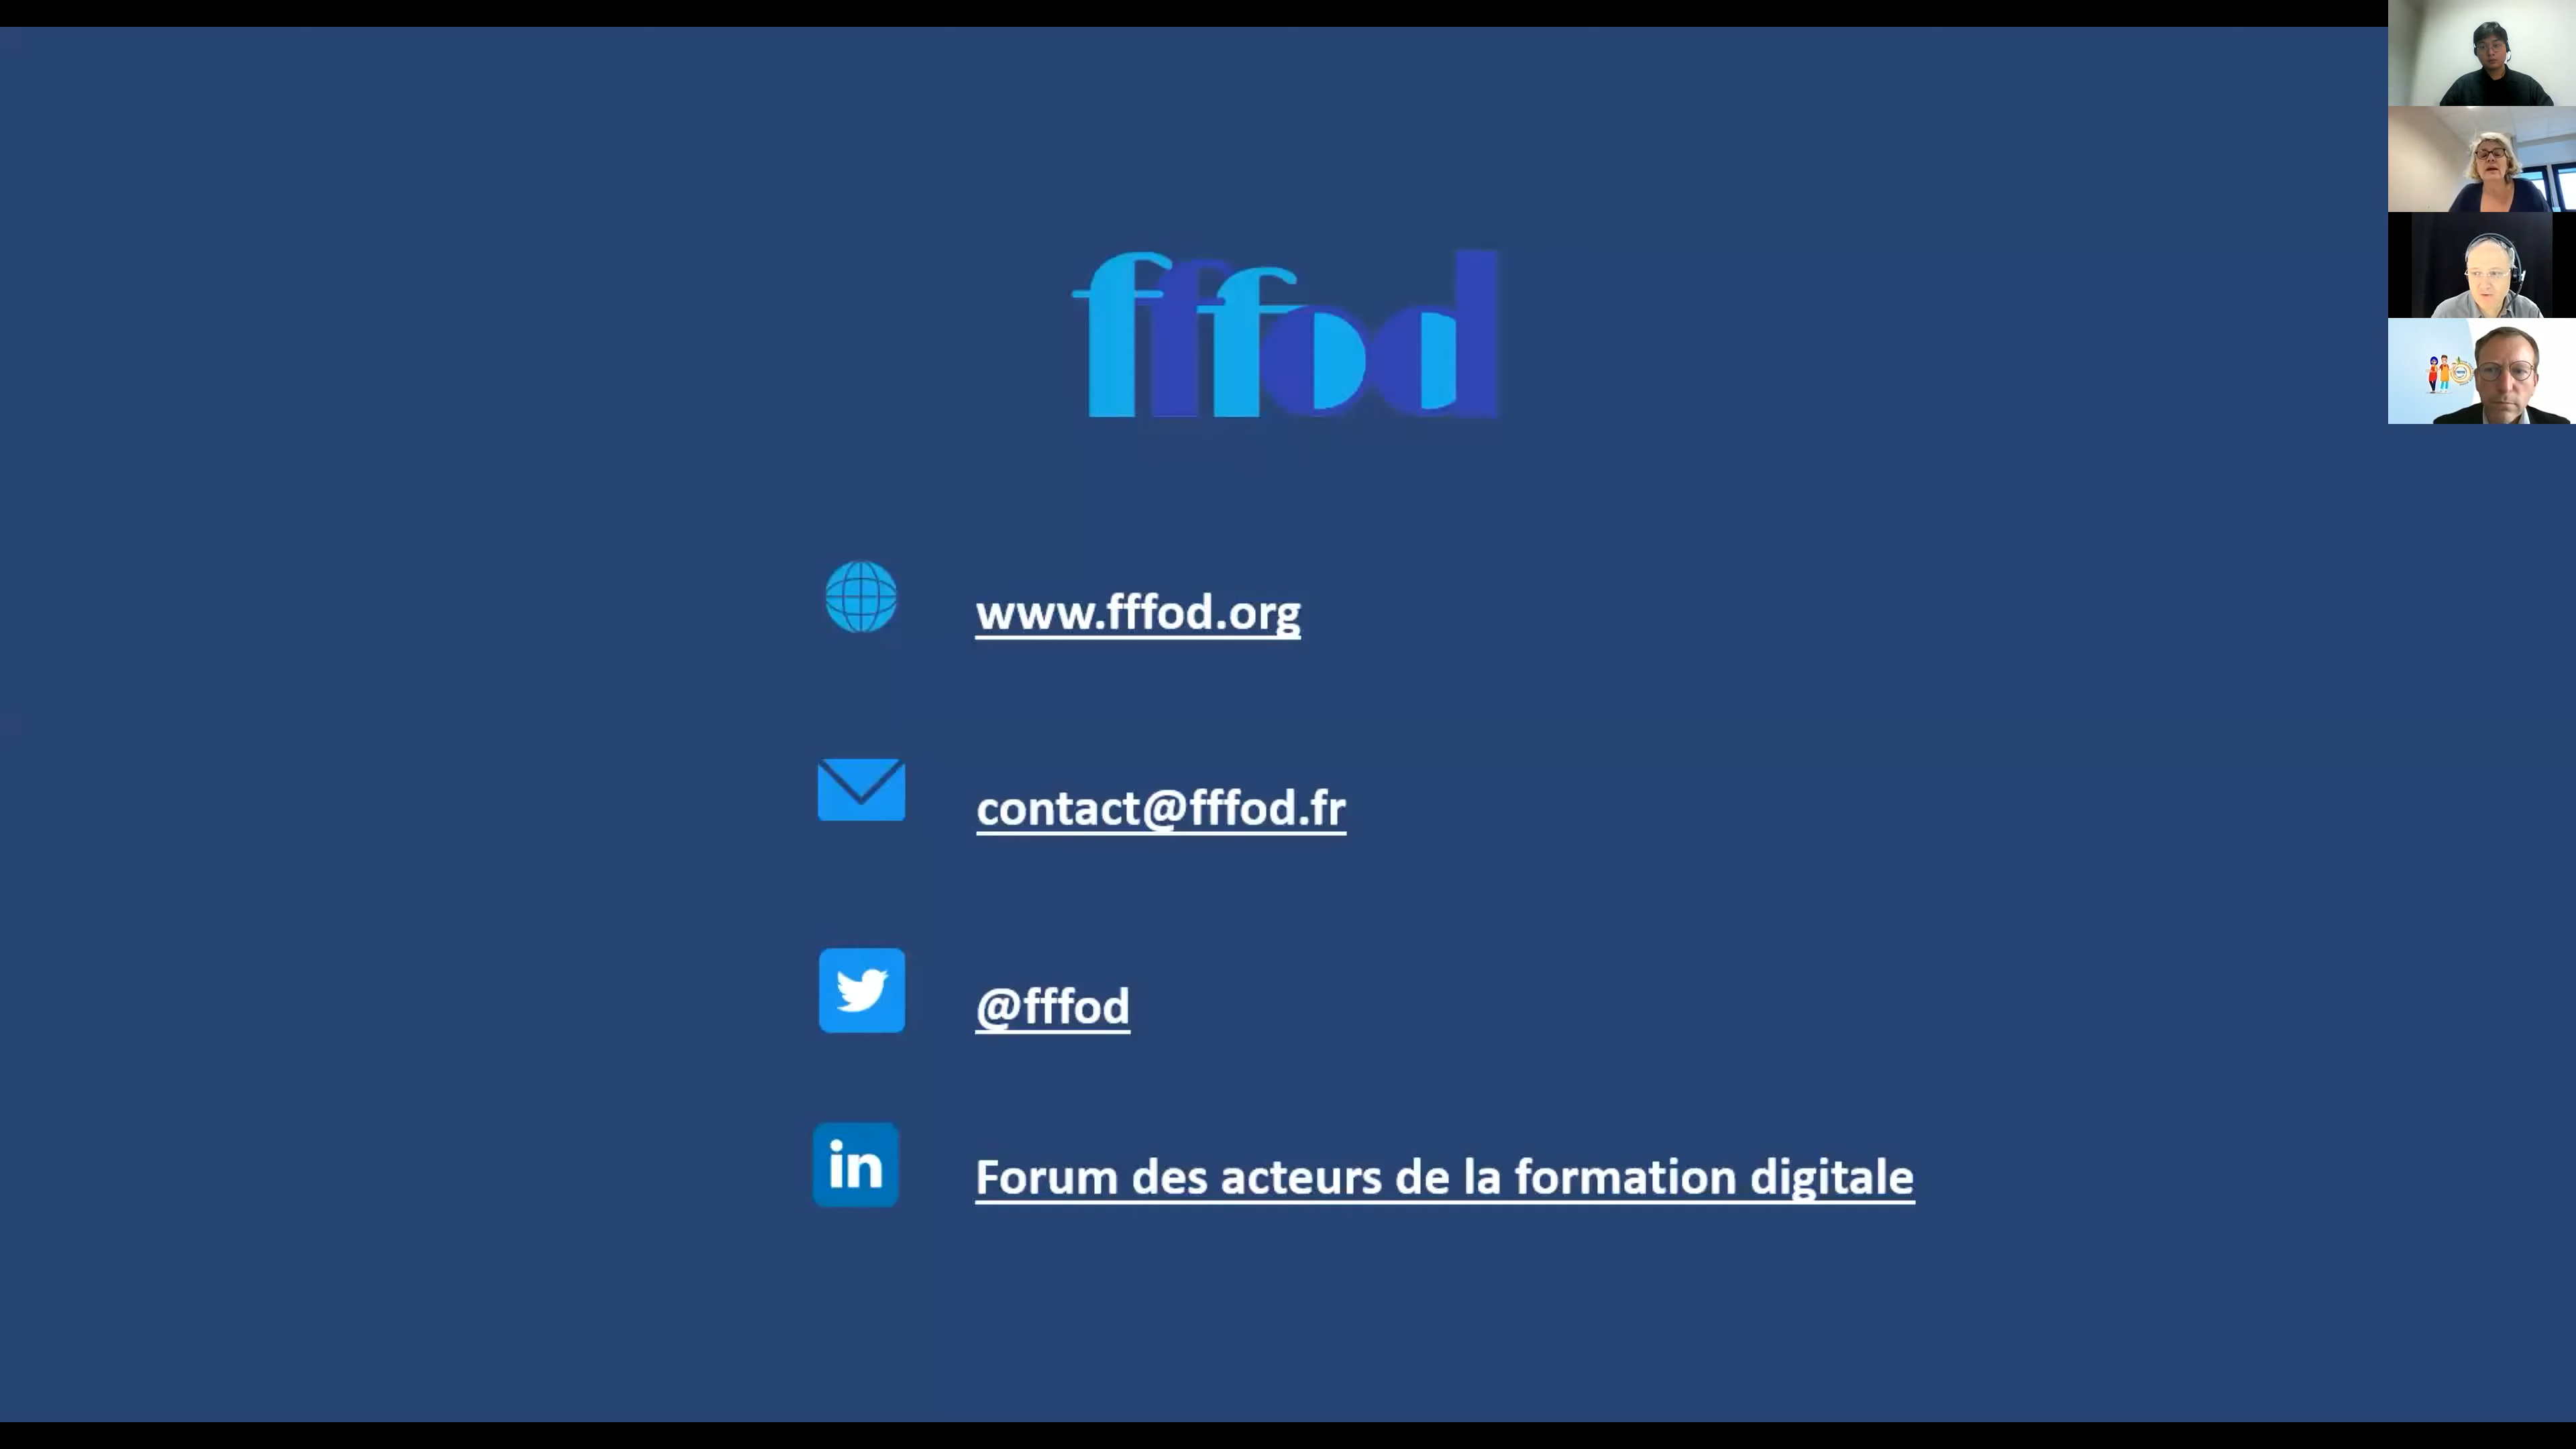 fffod
www.fffod.org
contact@fffod.fr
@fffod
in
Forum des acteurs de la formation digitale